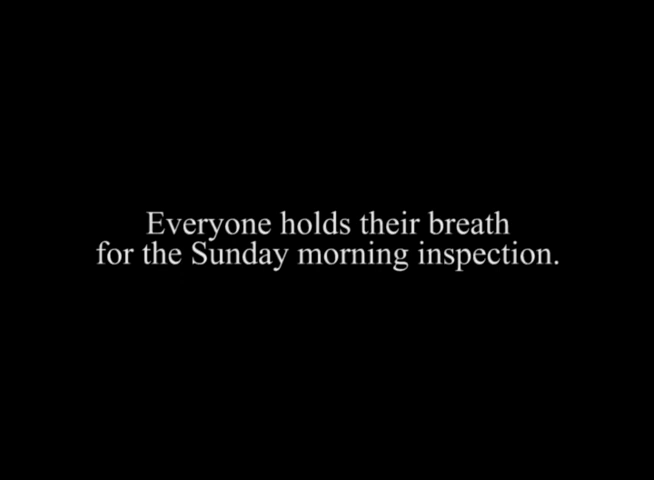 Everyone holds their breath
for the Sunday morning inspection.